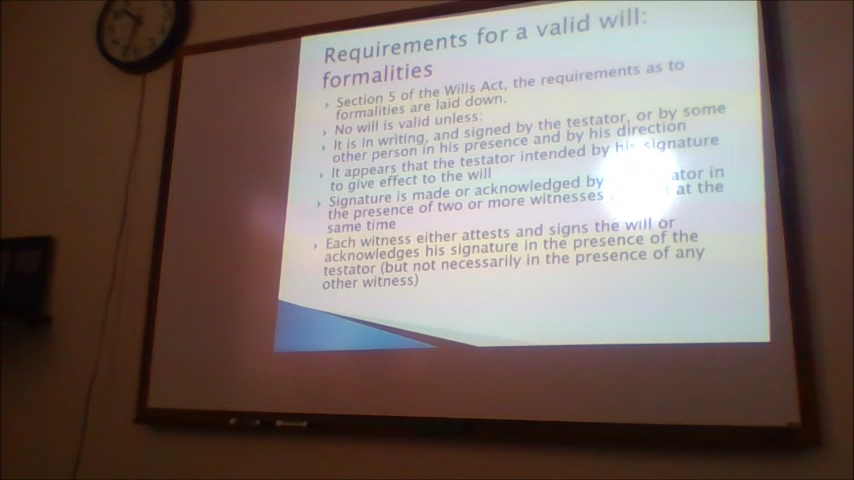 Requirements for a valid will:
formalities
Section 5 of the Wills Act, the requirements as to
formalities are laid down.
No will is valid unless:
It is in writing, and signed by the testator, or by some
other person in his presence and by his direction
It appears that the testator intended by his signature
to give effect to the will
Signature is made or acknowledged by ator in
the presence of two or more witnesses at the
same time
Each witness either attests and signs the will or
acknowledges his signature in the presence of the
testator (but not necessarily in the presence of any
other witness)